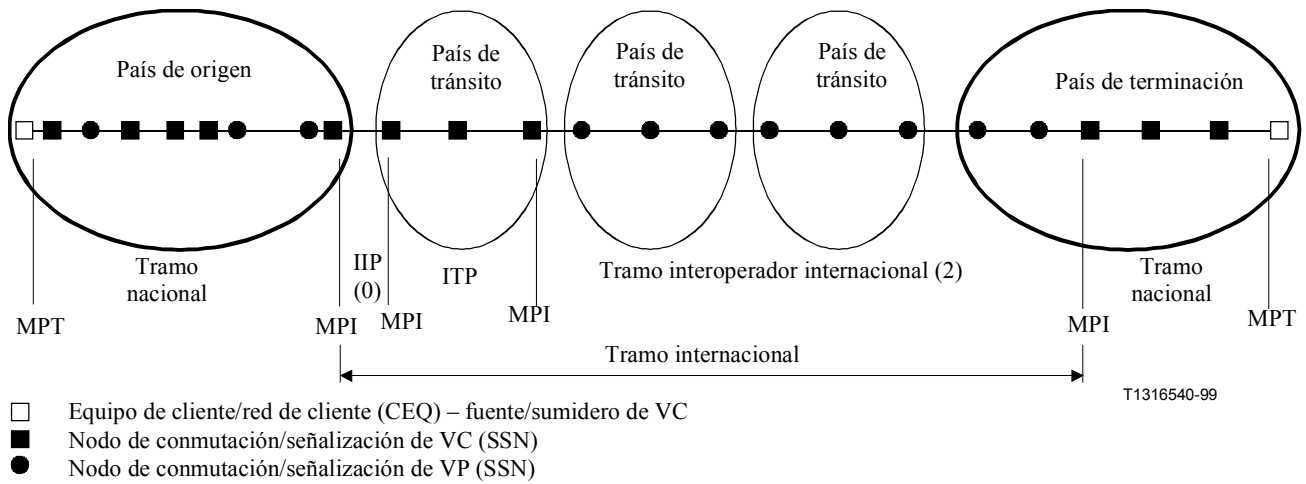 País de origen
País de
tránsito
País de
tránsito
País de
tránsito
País de terminación
Tramo
nacional
IIP
(0)
ITP
Tramo interoperador internacional (2)
Tramo
nacional
MPT
MPI
MPI
MPI
MPI
MPT
Tramo internacional
T1316540-99
Equipo de cliente/red de cliente (CEQ) – fuente/sumidero de VC
Nodo de conmutación/señalización de VC (SSN)
Nodo de conmutación/señalización de VP (SSN)